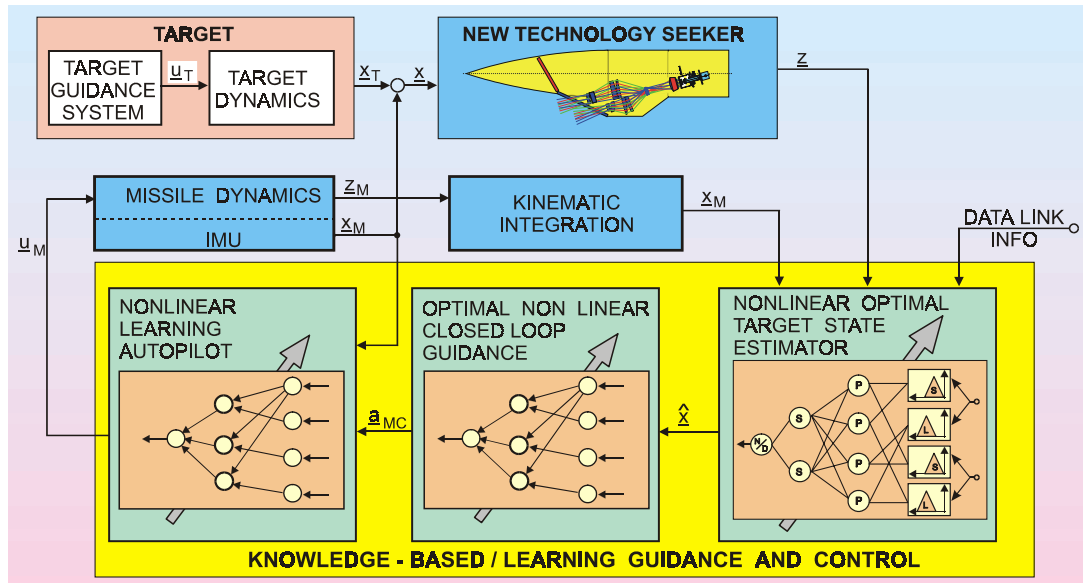 TARGET
TARGET
GUIDANCE
SYSTEM
u_T
TARGET
DYNAMICS
x_T
x
NEW TECHNOLOGY SEEKER
z
MISSILE DYNAMICS
IMU
z_M
x_M
KINEMATIC
INTEGRATION
x_M
DATA LINK
INFO
u_M
NONLINEAR
LEARNING
AUTOPILOT
OPTIMAL NON LINEAR
CLOSED LOOP
GUIDANCE
NONLINEAR OPTIMAL
TARGET STATE
ESTIMATOR
a_MC
x̂
N/D
S
S
P
P
P
P
S
L
S
L
KNOWLEDGE - BASED / LEARNING GUIDANCE AND CONTROL